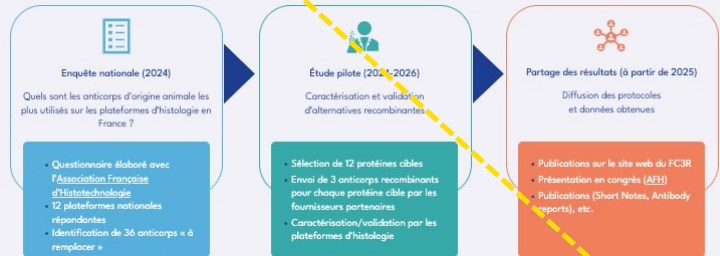 Enquête nationale (2024)
Quels sont les anticorps d'origine animale les
plus utilisés sur les plateformes d'histologie en
France ?
• Questionnaire élaboré avec
l'Association Française
d'Histotechnologie
• 12 plateformes nationales
répondantes
• Identification de 36 anticorps « à
remplacer »
Étude pilote (2024-2026)
Caractérisation et validation
d'alternatives recombinantes
• Sélection de 12 protéines cibles
• Envoi de 3 anticorps recombinants
pour chaque protéine cible par les
fournisseurs partenaires
• Caractérisation/validation par les
plateformes d'histologie
Partage des résultats (à partir de 2025)
Diffusion des protocoles
et données obtenues
• Publications sur le site web du FC3R
• Présentation en congrès (AFH)
• Publications (Short Notes, Antibody
reports), etc.